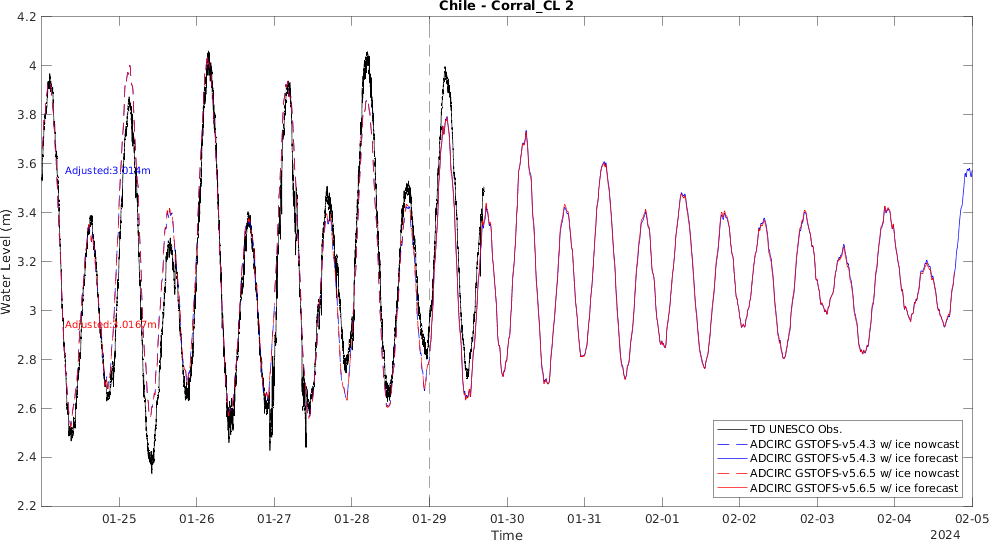 Chile - Corral_CL 2
4.2
4
3.8
3.6
3.4
3.2
3
2.8
2.6
2.4
2.2
Water Level (m)
Adjusted:3.014m
Adjusted:3.0167m
TD UNESCO Obs.
ADCIRC GSTOFS-v5.4.3 w/ ice nowcast
ADCIRC GSTOFS-v5.4.3 w/ ice forecast
ADCIRC GSTOFS-v5.6.5 w/ ice nowcast
ADCIRC GSTOFS-v5.6.5 w/ ice forecast
01-25 01-26 01-27 01-28 01-29 01-30 01-31 02-01 02-02 02-03 02-04 02-05
Time
2024